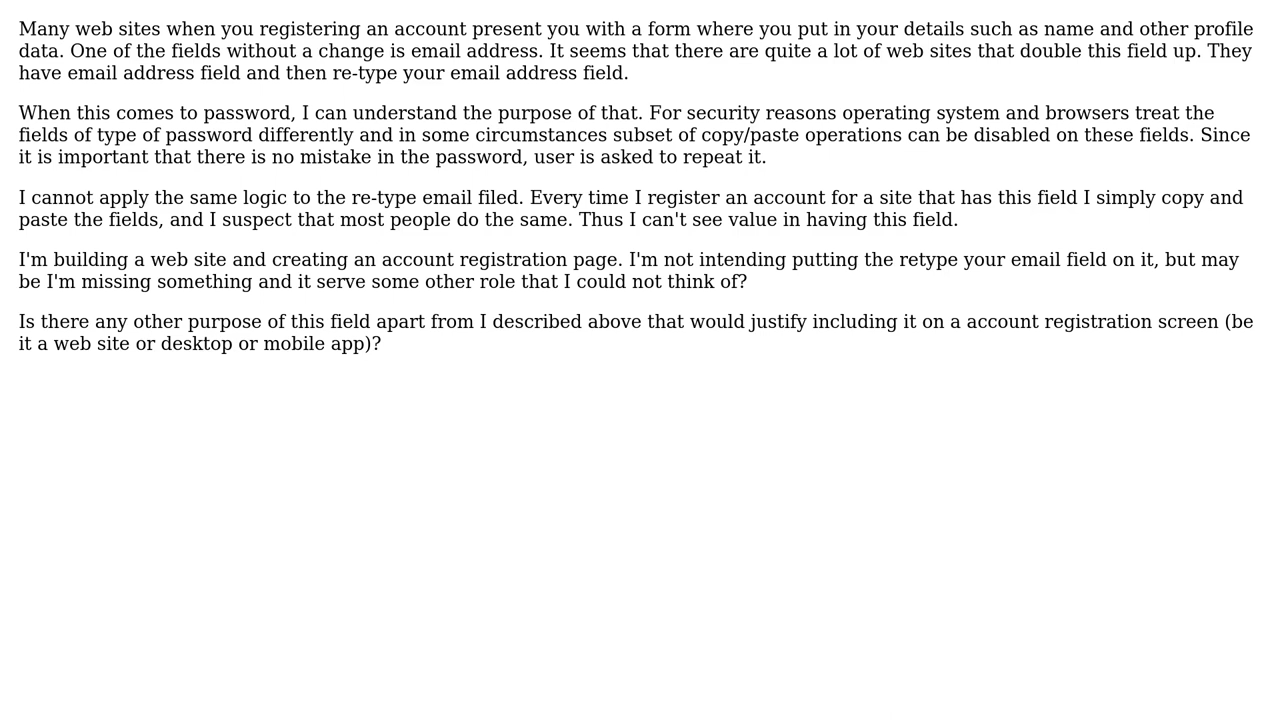 Many web sites when you registering an account present you with a form where you put in your details such as name and other profile
data. One of the fields without a change is email address. It seems that there are quite a lot of web sites that double this field up. They
have email address field and then re-type your email address field.
When this comes to password, I can understand the purpose of that. For security reasons operating system and browsers treat the
fields of type of password differently and in some circumstances subset of copy/paste operations can be disabled on these fields. Since
it is important that there is no mistake in the password, user is asked to repeat it.
I cannot apply the same logic to the re-type email filed. Every time I register an account for a site that has this field I simply copy and
paste the fields, and I suspect that most people do the same. Thus I can't see value in having this field.
I'm building a web site and creating an account registration page. I'm not intending putting the retype your email field on it, but may
be I'm missing something and it serve some other role that I could not think of?
Is there any other purpose of this field apart from I described above that would justify including it on a account registration screen (be
it a web site or desktop or mobile app)?